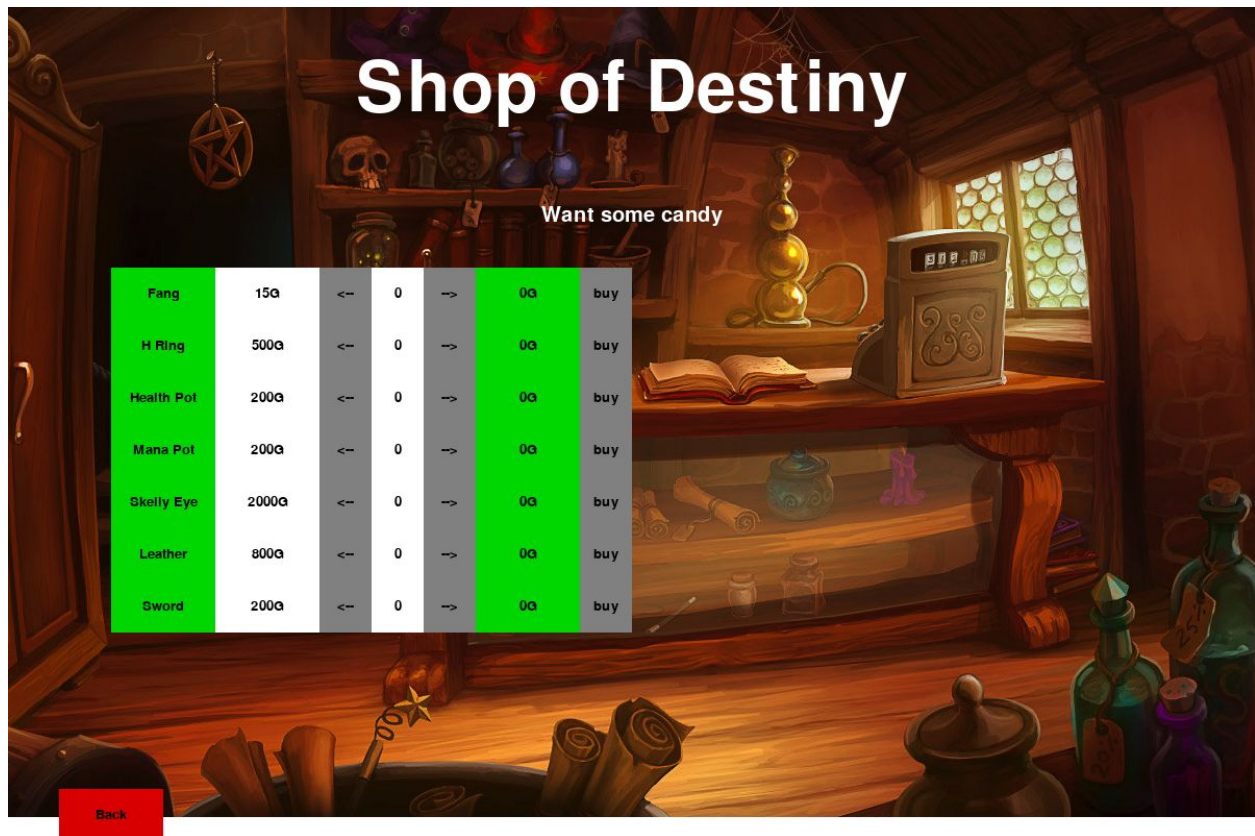 Shop of Destiny
Want some candy
Fang 15G <-- 0 --> 0G buy
H Ring 500G <-- 0 --> 0G buy
Health Pot 200G <-- 0 --> 0G buy
Mana Pot 200G <-- 0 --> 0G buy
Skelly Eye 2000G <-- 0 --> 0G buy
Leather 800G <-- 0 --> 0G buy
Sword 200G <-- 0 --> 0G buy
25%
Back